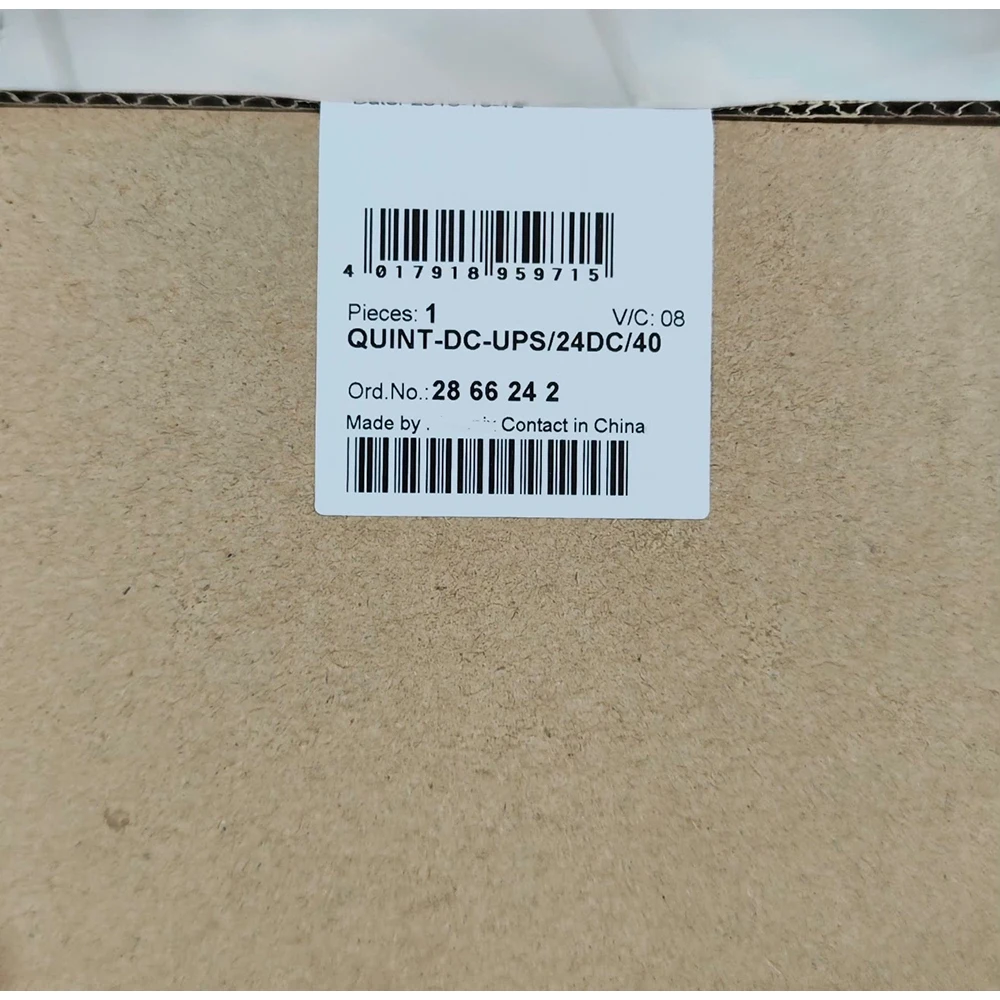 4 017918 959715
Pieces: 1 V/C: 08
QUINT-DC-UPS/24DC/40
Ord.No.:28 66 24 2
Made by Contact in China